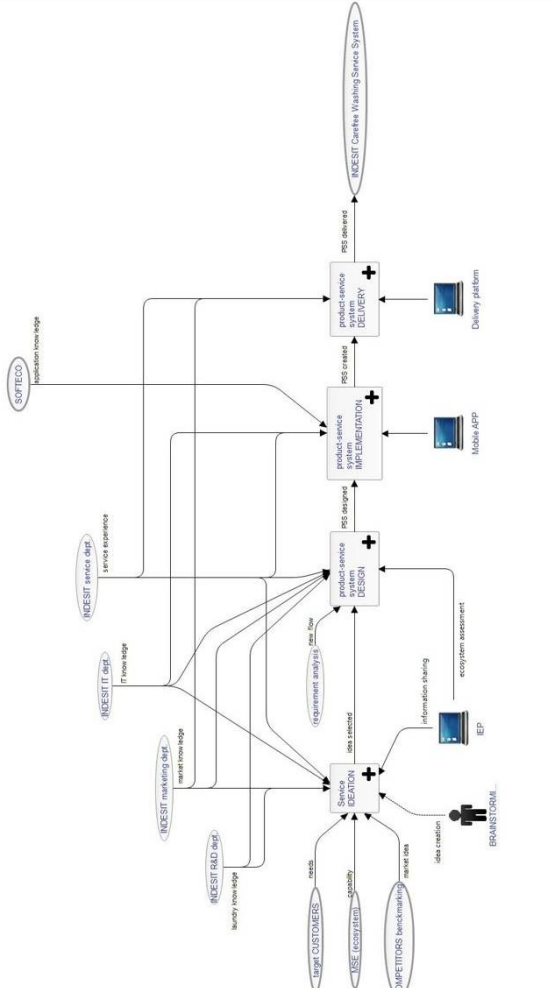 SOFTECO
application knowledge
INDESIT service dept.
service experience
INDESIT IT dept.
IT knowledge
INDESIT marketing dept.
market knowledge
INDESIT R&D dept.
laundry knowledge
target CUSTOMERS
needs
MSE (ecosystem)
capability
OMPETITORS benckmarking
market idea
Service
IDEATION
idea selected
requirement analysis
new flow
product-service
system
DESIGN
PSS designed
product-service
system
IMPLEMENTATION
PSS created
product-service
system
DELIVERY
PSS delivered
INDESIT Carefree Washing Service System
idea creation
BRAINSTORMI...
information sharing
IEP
ecosystem assessment
Mobile APP
Delivery platform